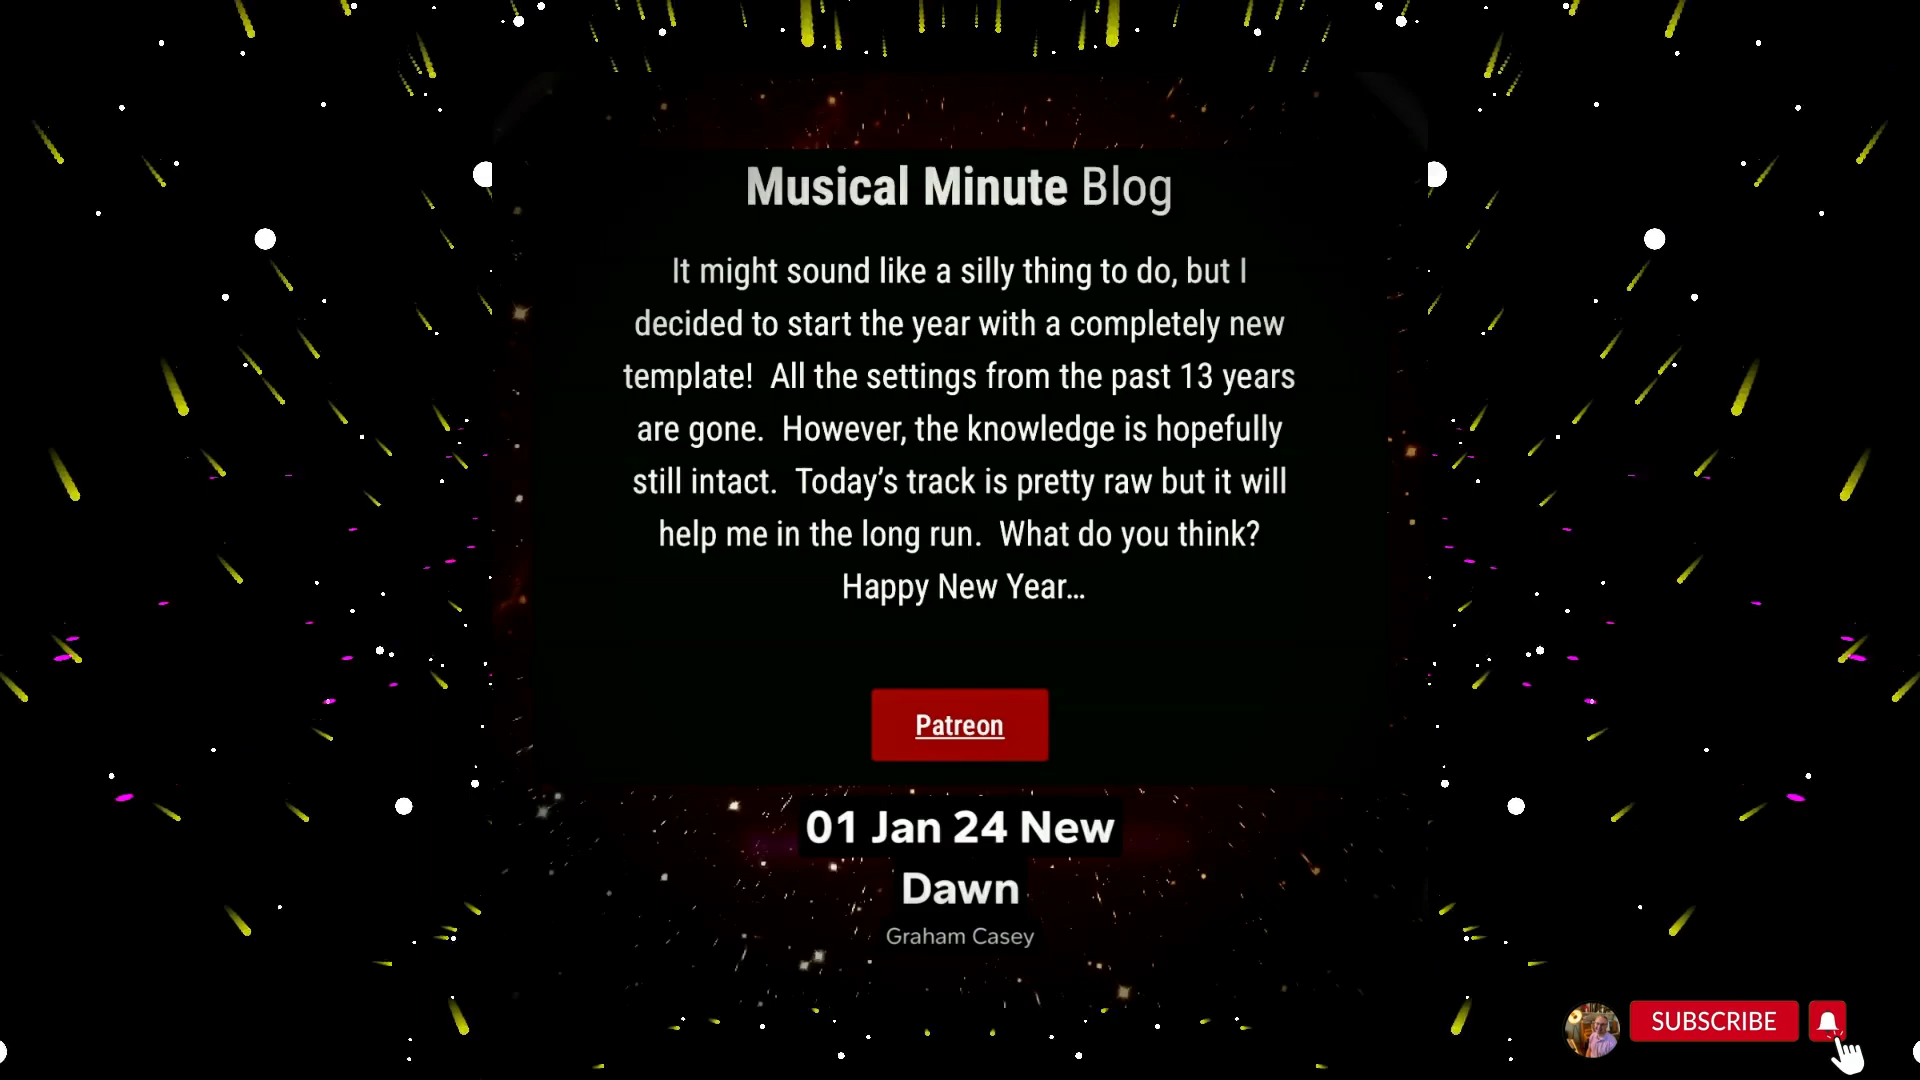 Musical Minute Blog
It might sound like a silly thing to do, but I
decided to start the year with a completely new
template!  All the settings from the past 13 years
are gone.  However, the knowledge is hopefully
still intact.  Today’s track is pretty raw but it will
help me in the long run.  What do you think?
Happy New Year…
Patreon
01 Jan 24 New
Dawn
Graham Casey
SUBSCRIBE